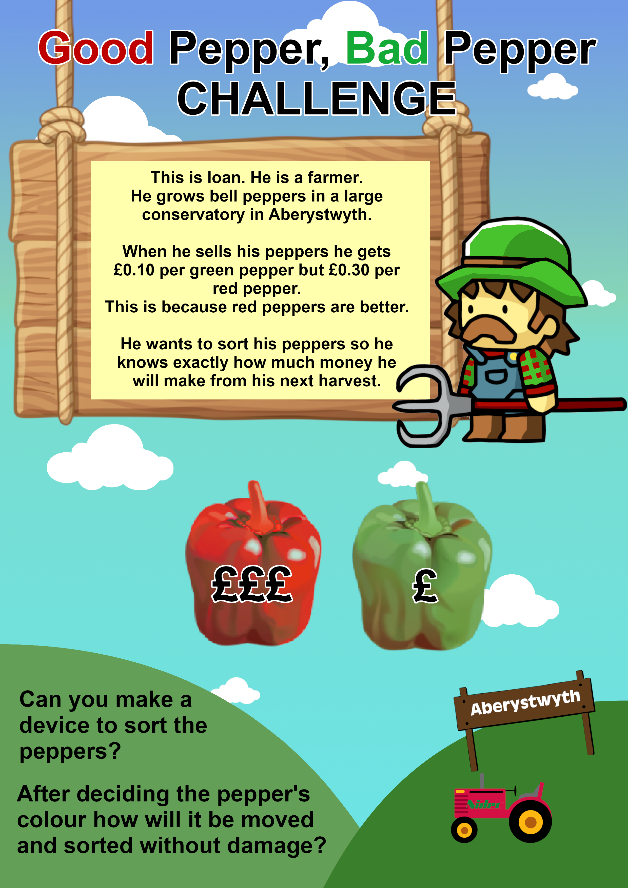 Good Pepper, Bad Pepper
CHALLENGE
This is Ioan. He is a farmer.
He grows bell peppers in a large
conservatory in Aberystwyth.
When he sells his peppers he gets
£0.10 per green pepper but £0.30 per
red pepper.
This is because red peppers are better.
He wants to sort his peppers so he
knows exactly how much money he
will make from his next harvest.
£££
£
Can you make a
device to sort the
peppers?
Aberystwyth
After deciding the pepper's
colour how will it be moved
and sorted without damage?